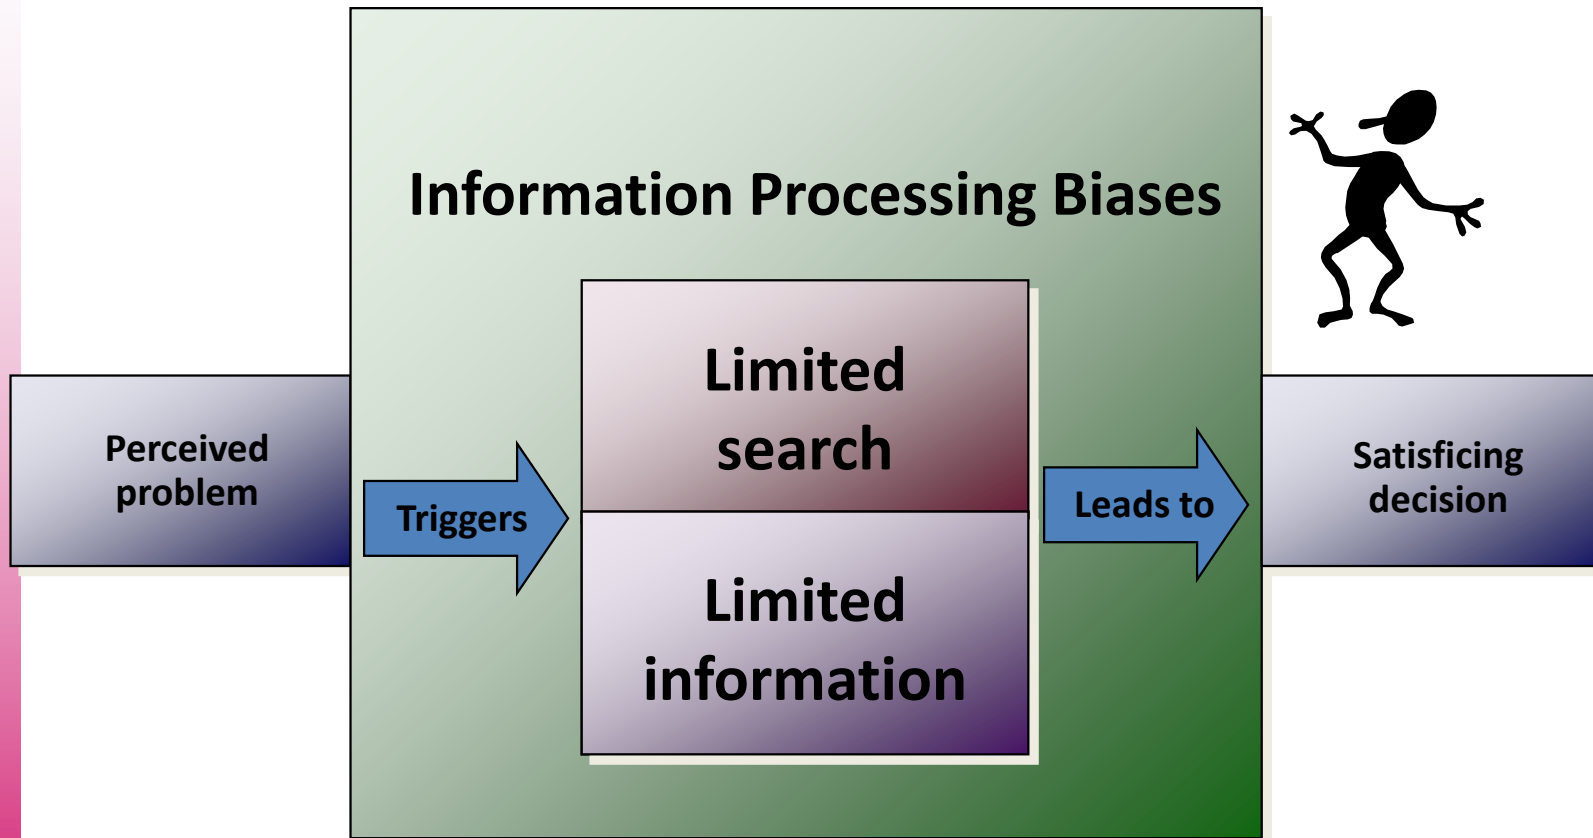 Information Processing Biases
Perceived
problem
Triggers
Limited
search
Limited
information
Leads to
Satisficing
decision